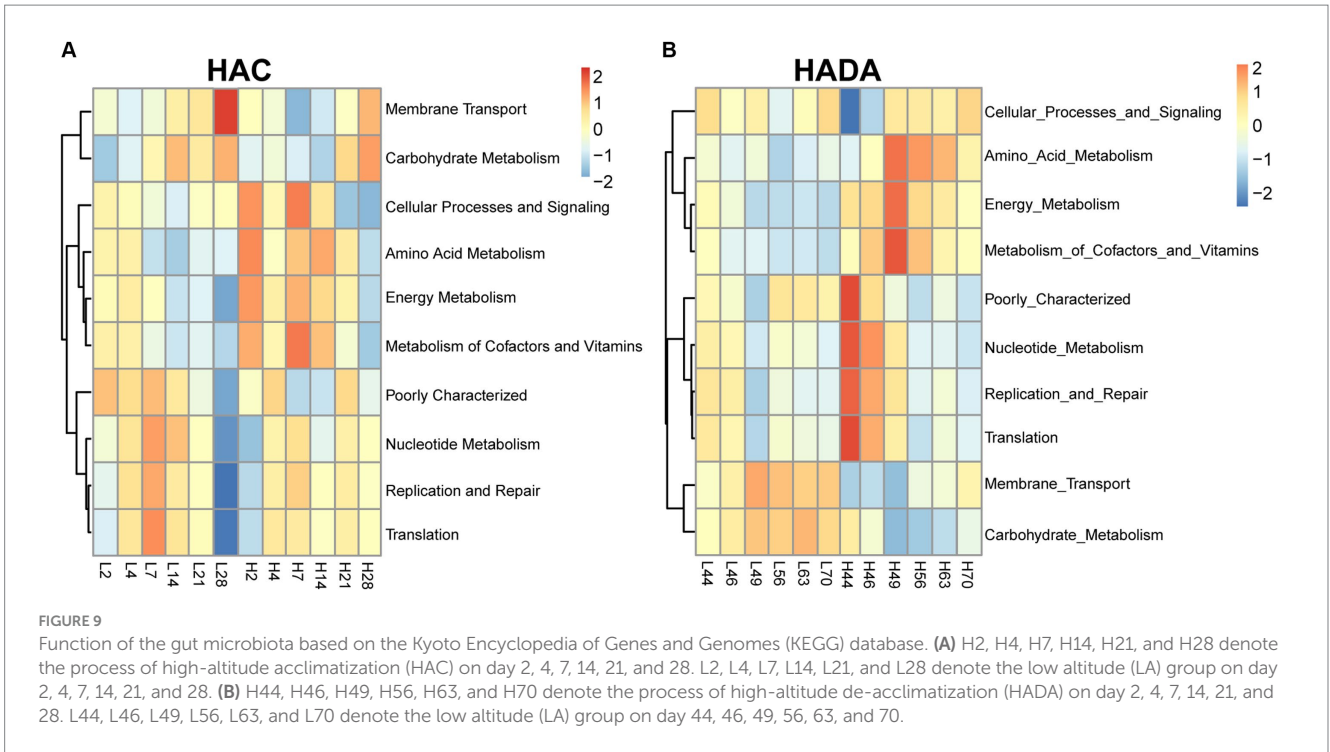 A
HAC
2
1
0
−1
−2
Membrane Transport
Carbohydrate Metabolism
Cellular Processes and Signaling
Amino Acid Metabolism
Energy Metabolism
Metabolism of Cofactors and Vitamins
Poorly Characterized
Nucleotide Metabolism
Replication and Repair
Translation
L2
L4
L7
L14
L21
L28
H2
H4
H7
H14
H21
H28
B
HADA
2
1
0
−1
−2
Cellular_Processes_and_Signaling
Amino_Acid_Metabolism
Energy_Metabolism
Metabolism_of_Cofactors_and_Vitamins
Poorly_Characterized
Nucleotide_Metabolism
Replication_and_Repair
Translation
Membrane_Transport
Carbohydrate_Metabolism
L44
L46
L49
L56
L63
L70
H44
H46
H49
H56
H63
H70
FIGURE 9
Function of the gut microbiota based on the Kyoto Encyclopedia of Genes and Genomes (KEGG) database. (A) H2, H4, H7, H14, H21, and H28 denote
the process of high-altitude acclimatization (HAC) on day 2, 4, 7, 14, 21, and 28. L2, L4, L7, L14, L21, and L28 denote the low altitude (LA) group on day
2, 4, 7, 14, 21, and 28. (B) H44, H46, H49, H56, H63, and H70 denote the process of high-altitude de-acclimatization (HADA) on day 2, 4, 7, 14, 21, and
28. L44, L46, L49, L56, L63, and L70 denote the low altitude (LA) group on day 44, 46, 49, 56, 63, and 70.